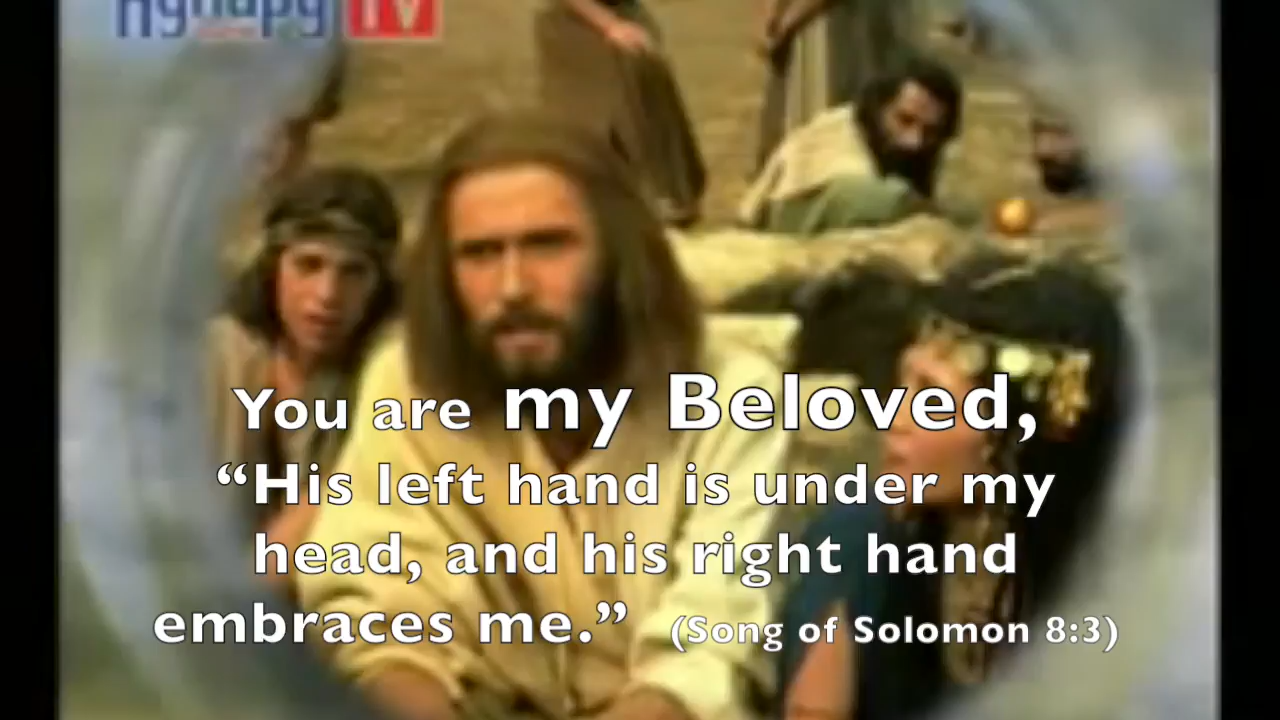 TV
You are my Beloved,
“His left hand is under my
head, and his right hand
embraces me.” (Song of Solomon 8:3)